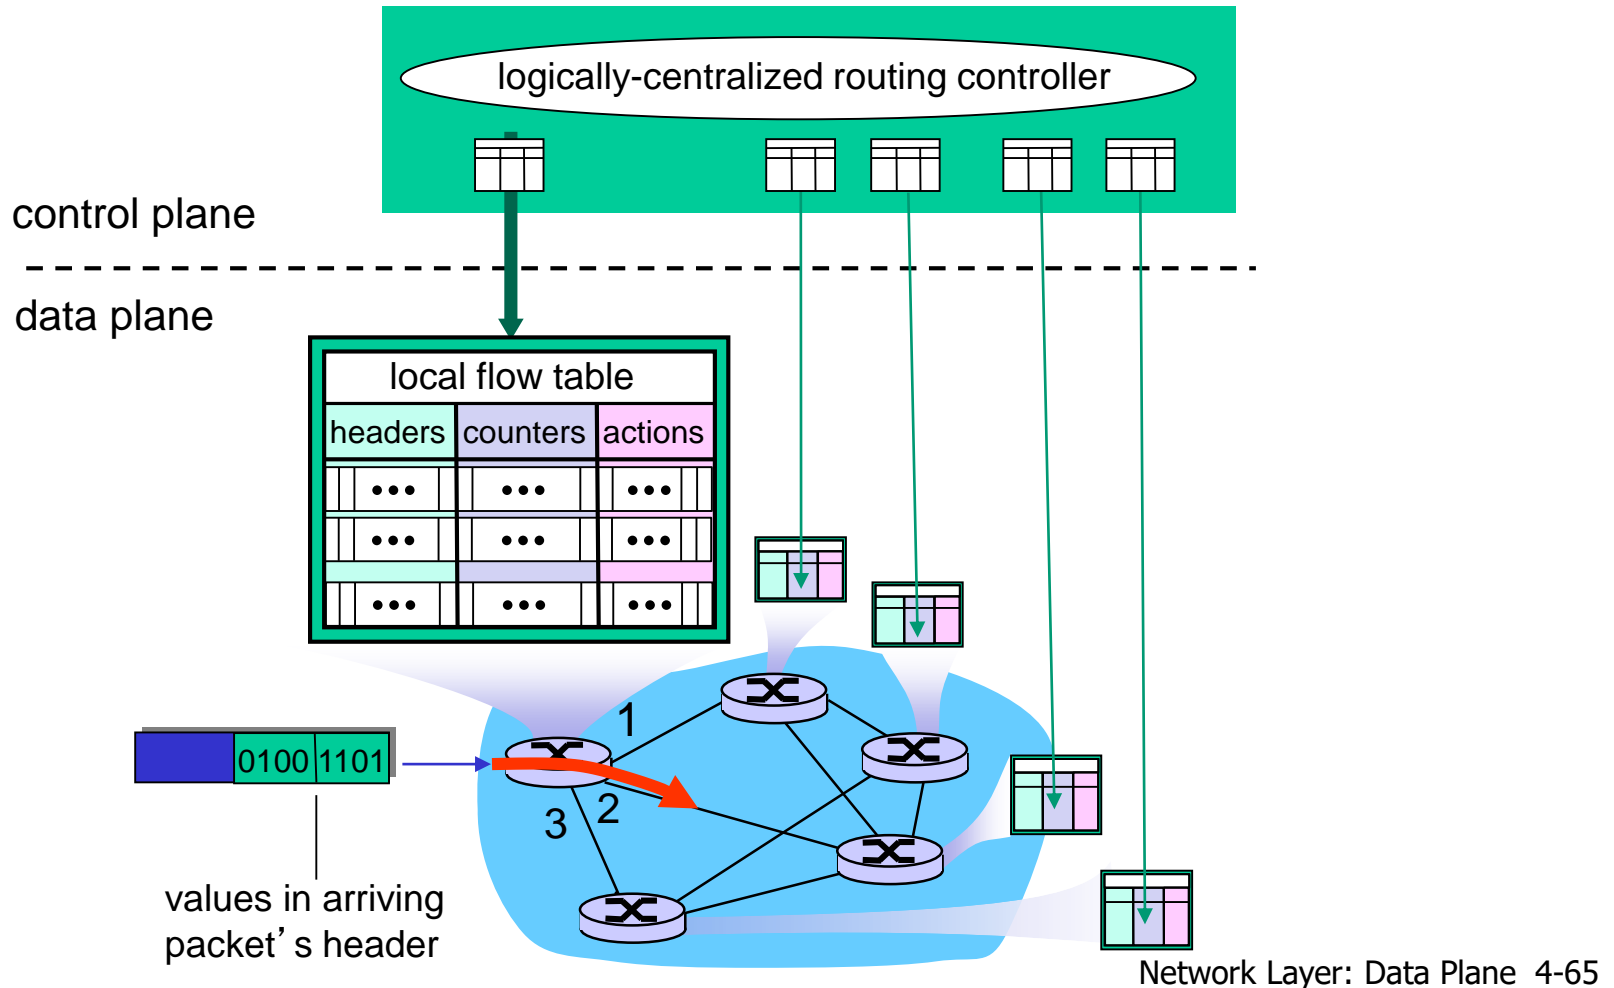 logically-centralized routing controller
control plane
data plane
local flow table
headers counters actions
1
0100 1101
2
3
values in arriving
packet's header
Network Layer: Data Plane 4-65